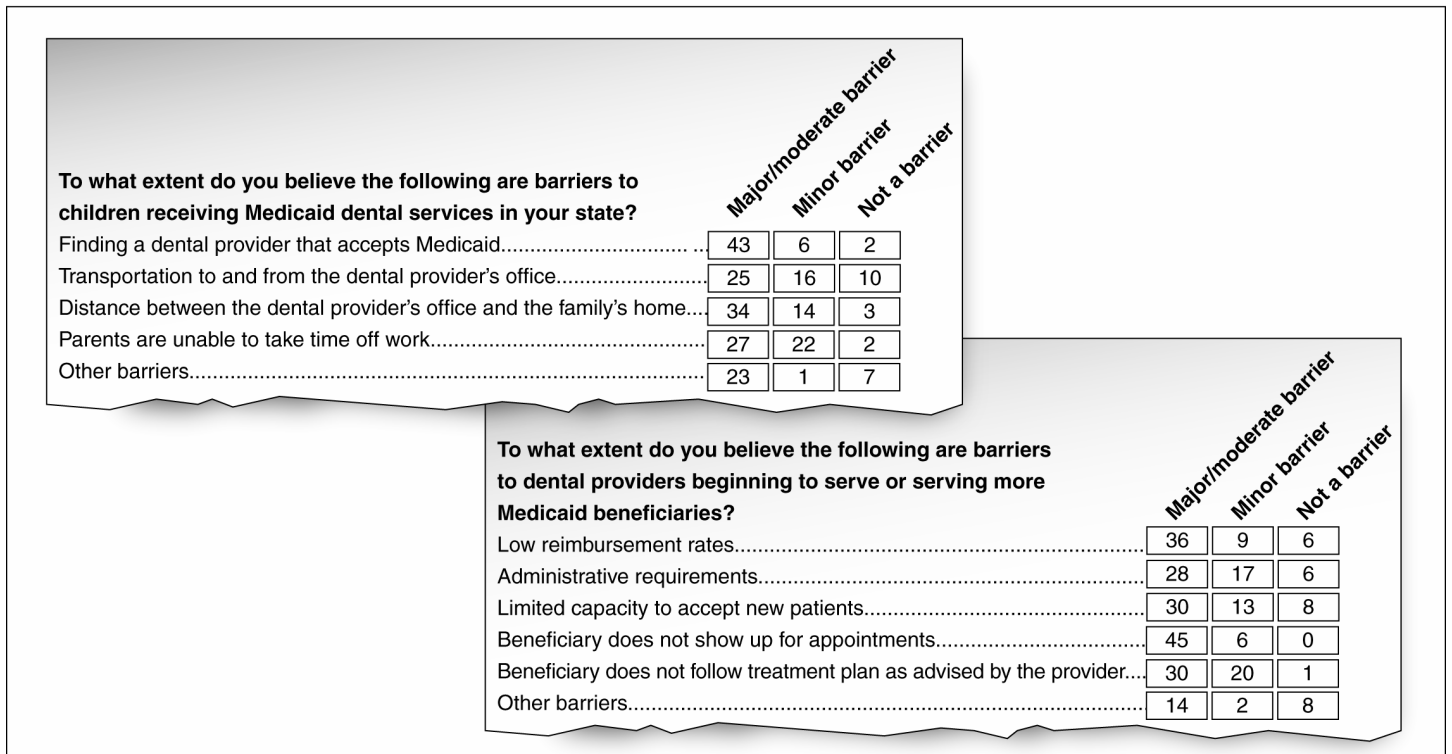 Major/moderate barrier
Minor barrier
Not a barrier
To what extent do you believe the following are barriers to
children receiving Medicaid dental services in your state?
Finding a dental provider that accepts Medicaid................................ ... 43 6 2
Transportation to and from the dental provider’s office........................... 25 16 10
Distance between the dental provider’s office and the family’s home.... 34 14 3
Parents are unable to take time off work................................................. 27 22 2
Other barriers.......................................................................................... 23 1 7
Major/moderate barrier
Minor barrier
Not a barrier
To what extent do you believe the following are barriers
to dental providers beginning to serve or serving more
Medicaid beneficiaries?
Low reimbursement rates....................................................................... 36 9 6
Administrative requirements................................................................... 28 17 6
Limited capacity to accept new patients................................................. 30 13 8
Beneficiary does not show up for appointments..................................... 45 6 0
Beneficiary does not follow treatment plan as advised by the provider.... 30 20 1
Other barriers......................................................................................... 14 2 8